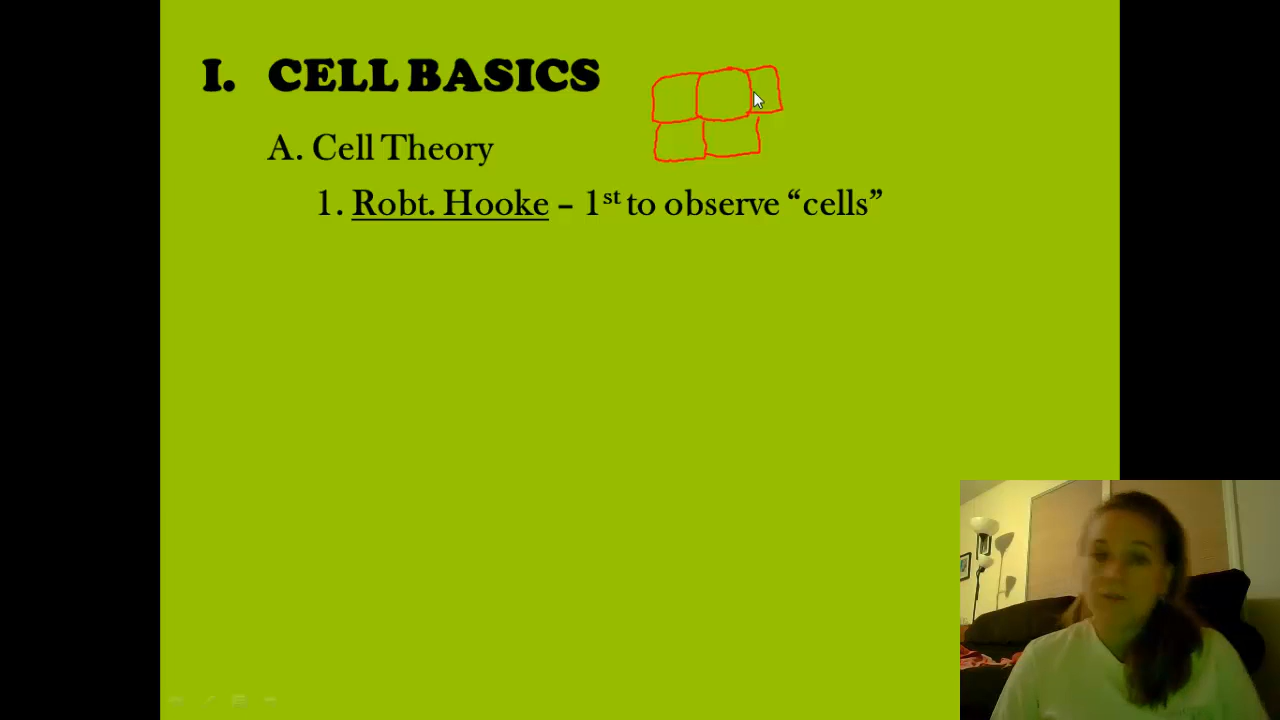 I. CELL BASICS
A. Cell Theory
1. Robt. Hooke – 1st to observe “cells”